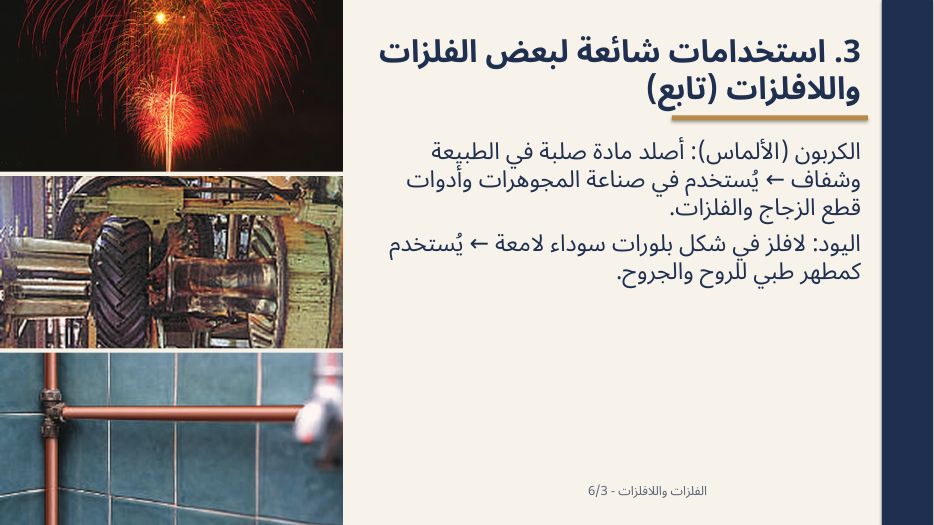 3. استخدامات شائعة لبعض الفلزات
واللافلزات (تابع)
الكربون (الألماس): أصلد مادة صلبة في الطبيعة
وشفاف ← يُستخدم في صناعة المجوهرات وأدوات
قطع الزجاج والفلزات.
اليود: لافلز في شكل بلورات سوداء لامعة ← يُستخدم
كمطهر طبي للروح والجروح.
الفلزات واللافلزات - 6/3